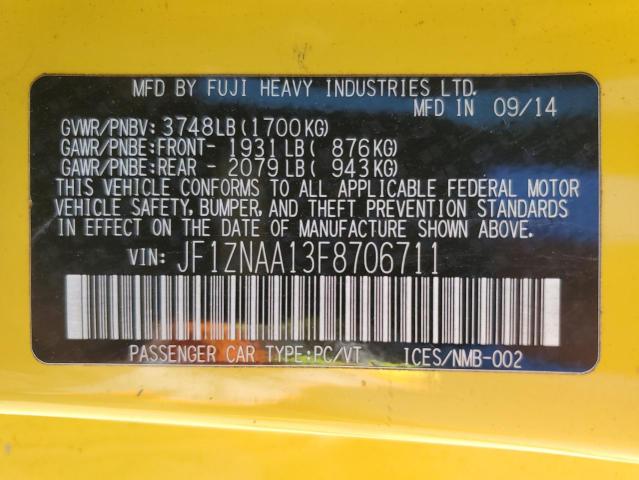 MFD BY FUJI HEAVY INDUSTRIES LTD.
MFD IN 09/14
GVWR/PNBV: 3748LB(1700KG)
GAWR/PNBE:FRONT- 1931LB( 876KG)
GAWR/PNBE:REAR - 2079LB( 943KG)
THIS VEHICLE CONFORMS TO ALL APPLICABLE FEDERAL MOTOR
VEHICLE SAFETY, BUMPER, AND THEFT PREVENTION STANDARDS
IN EFFECT ON THE DATE OF MANUFACTURE SHOWN ABOVE.
VIN: JF1ZNAA13F8706711
PASSENGER CAR TYPE:PC/VT ICES/NMB-002